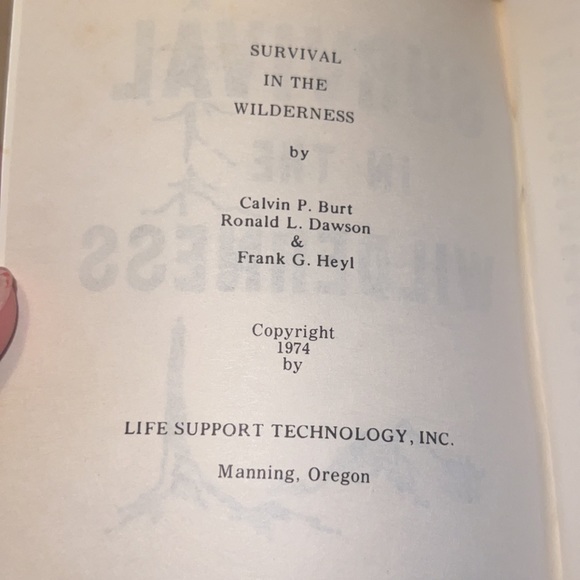 SURVIVAL
IN THE
WILDERNESS
by
Calvin P. Burt
Ronald L. Dawson
&
Frank G. Heyl
Copyright
1974
by
LIFE SUPPORT TECHNOLOGY, INC.
Manning, Oregon